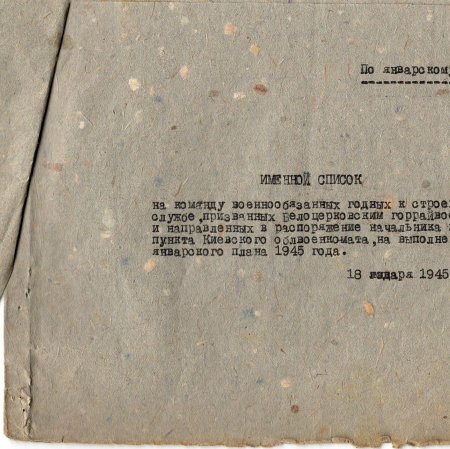 По январскому
ИМЕННОЙ СПИСОК
на команду военнообязанных годных к строев
службе,призванных Белоцерковским горрайвое
и направленных в распоряжение начальника
пункта Киевского облвоенкомата,на выполне
январского плана 1945 года.
18 января 1945